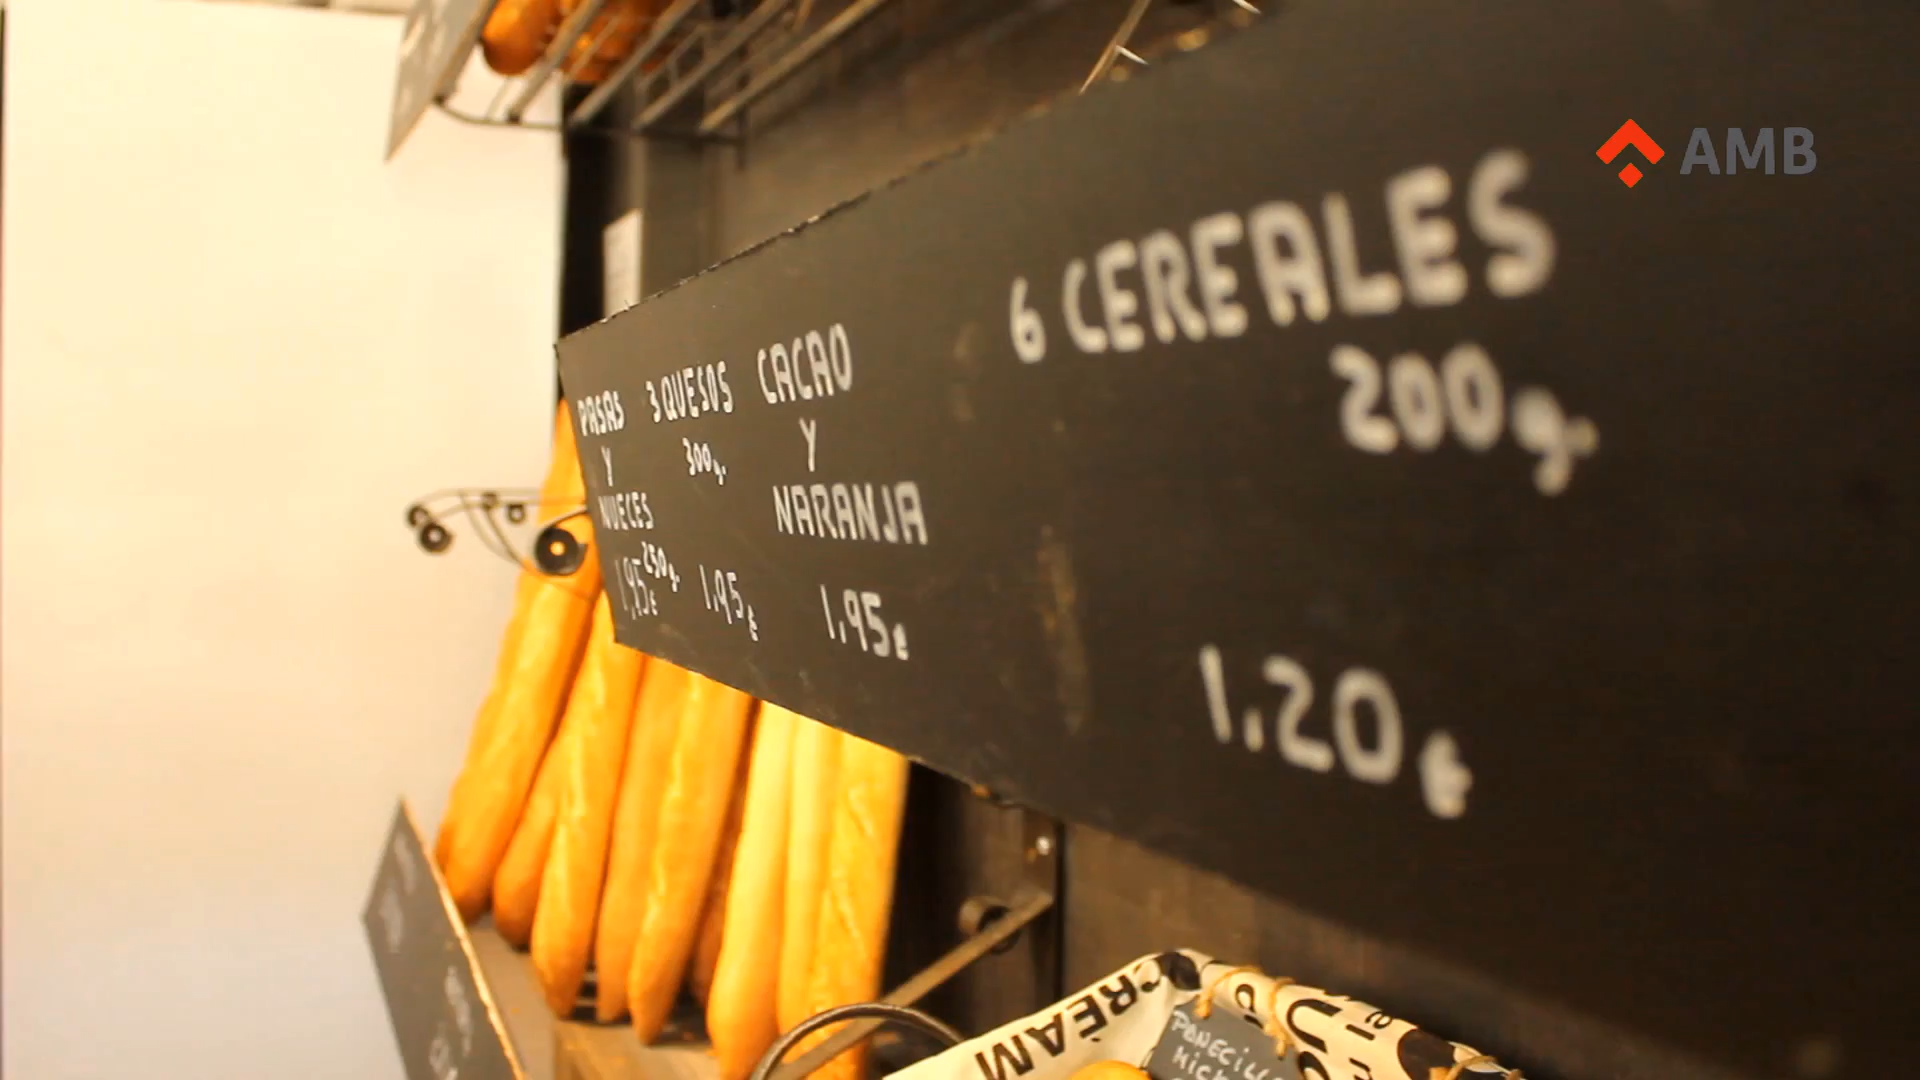 AMB
PASAS
Y
NUECES
250g.
1,95€
3 QUESOS
300g.
1,95€
CACAO
Y
NARANJA
1,95€
6 CEREALES
200g.
1.20€
CRÉAM